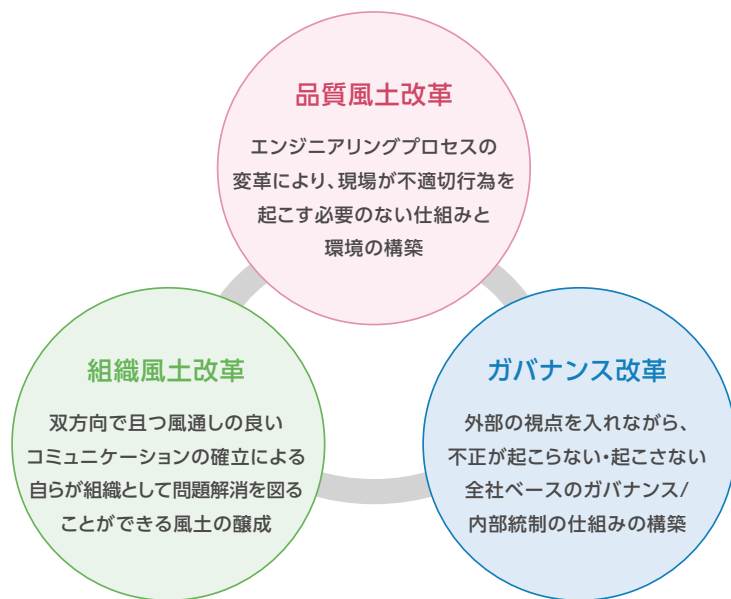 品質風土改革
エンジニアリングプロセスの
変革により、現場が不適切行為を
起こす必要のない仕組みと
環境の構築
組織風土改革
双方向で且つ風通しの良い
コミュニケーションの確立による
自らが組織として問題解消を図る
ことができる風土の醸成
ガバナンス改革
外部の視点を入れながら、
不正が起こらない・起こさない
全社ベースのガバナンス/
内部統制の仕組みの構築